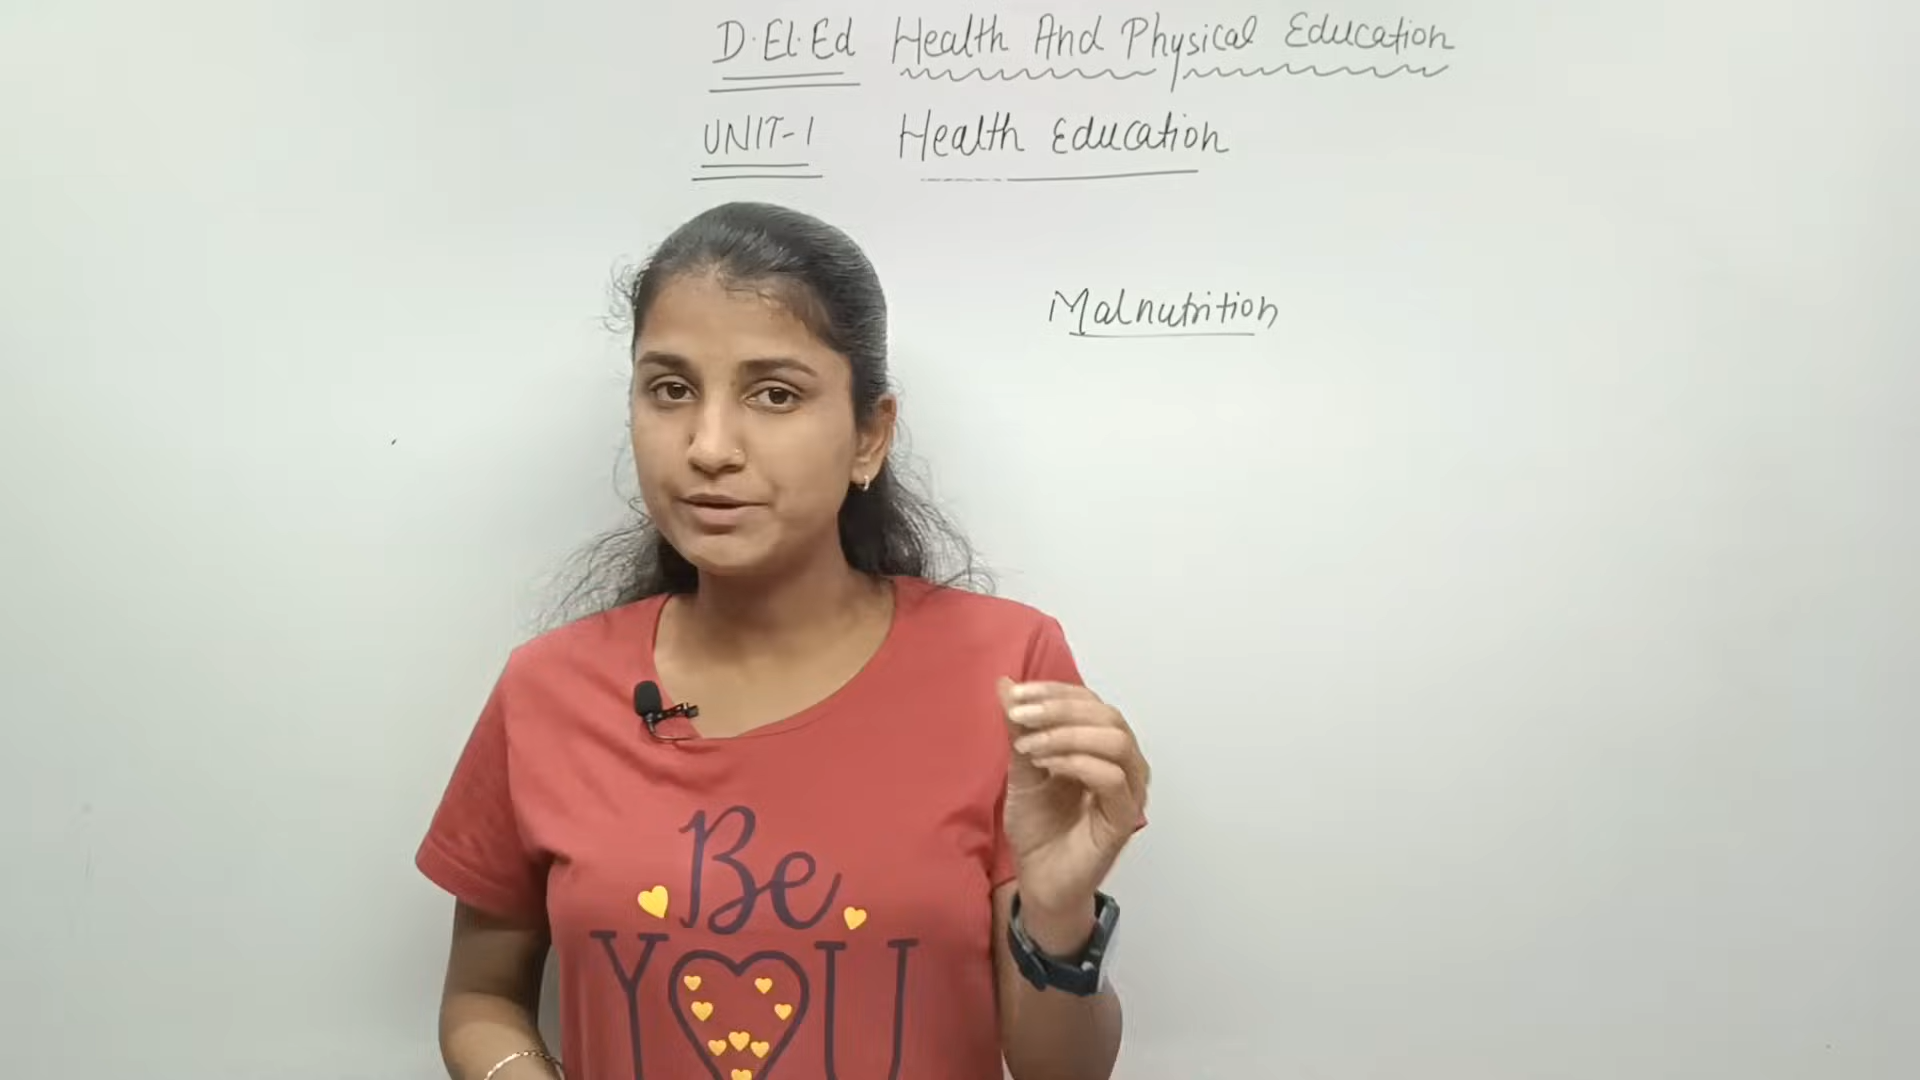 D.El.Ed Health And Physical Education
UNIT-1 Health Education
Malnutrition
Be
YOU